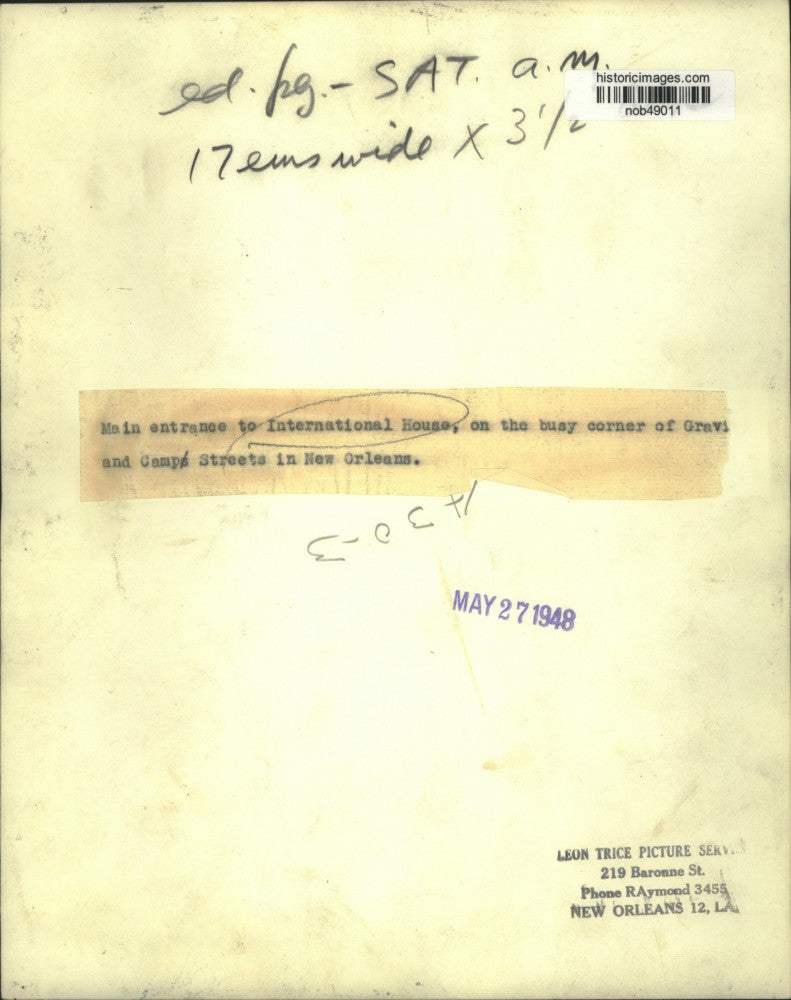 ed. pg. - SAT. a.m.
historicimages.com
nob49011
17 ems wide X 3 1/2
Main entrance to International House, on the busy corner of Gravi
and Camp Streets in New Orleans.
MAY 27 1948
LEON TRICE PICTURE SERV
219 Baronne St.
Phone RAymond 3455
NEW ORLEANS 12, LA.